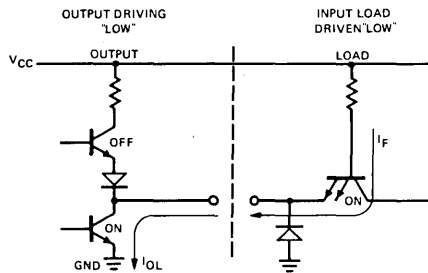 OUTPUT DRIVING
"LOW"
INPUT LOAD
DRIVEN "LOW"
OUTPUT
LOAD
VCC
OFF
IF
ON
ON
GND
IOL